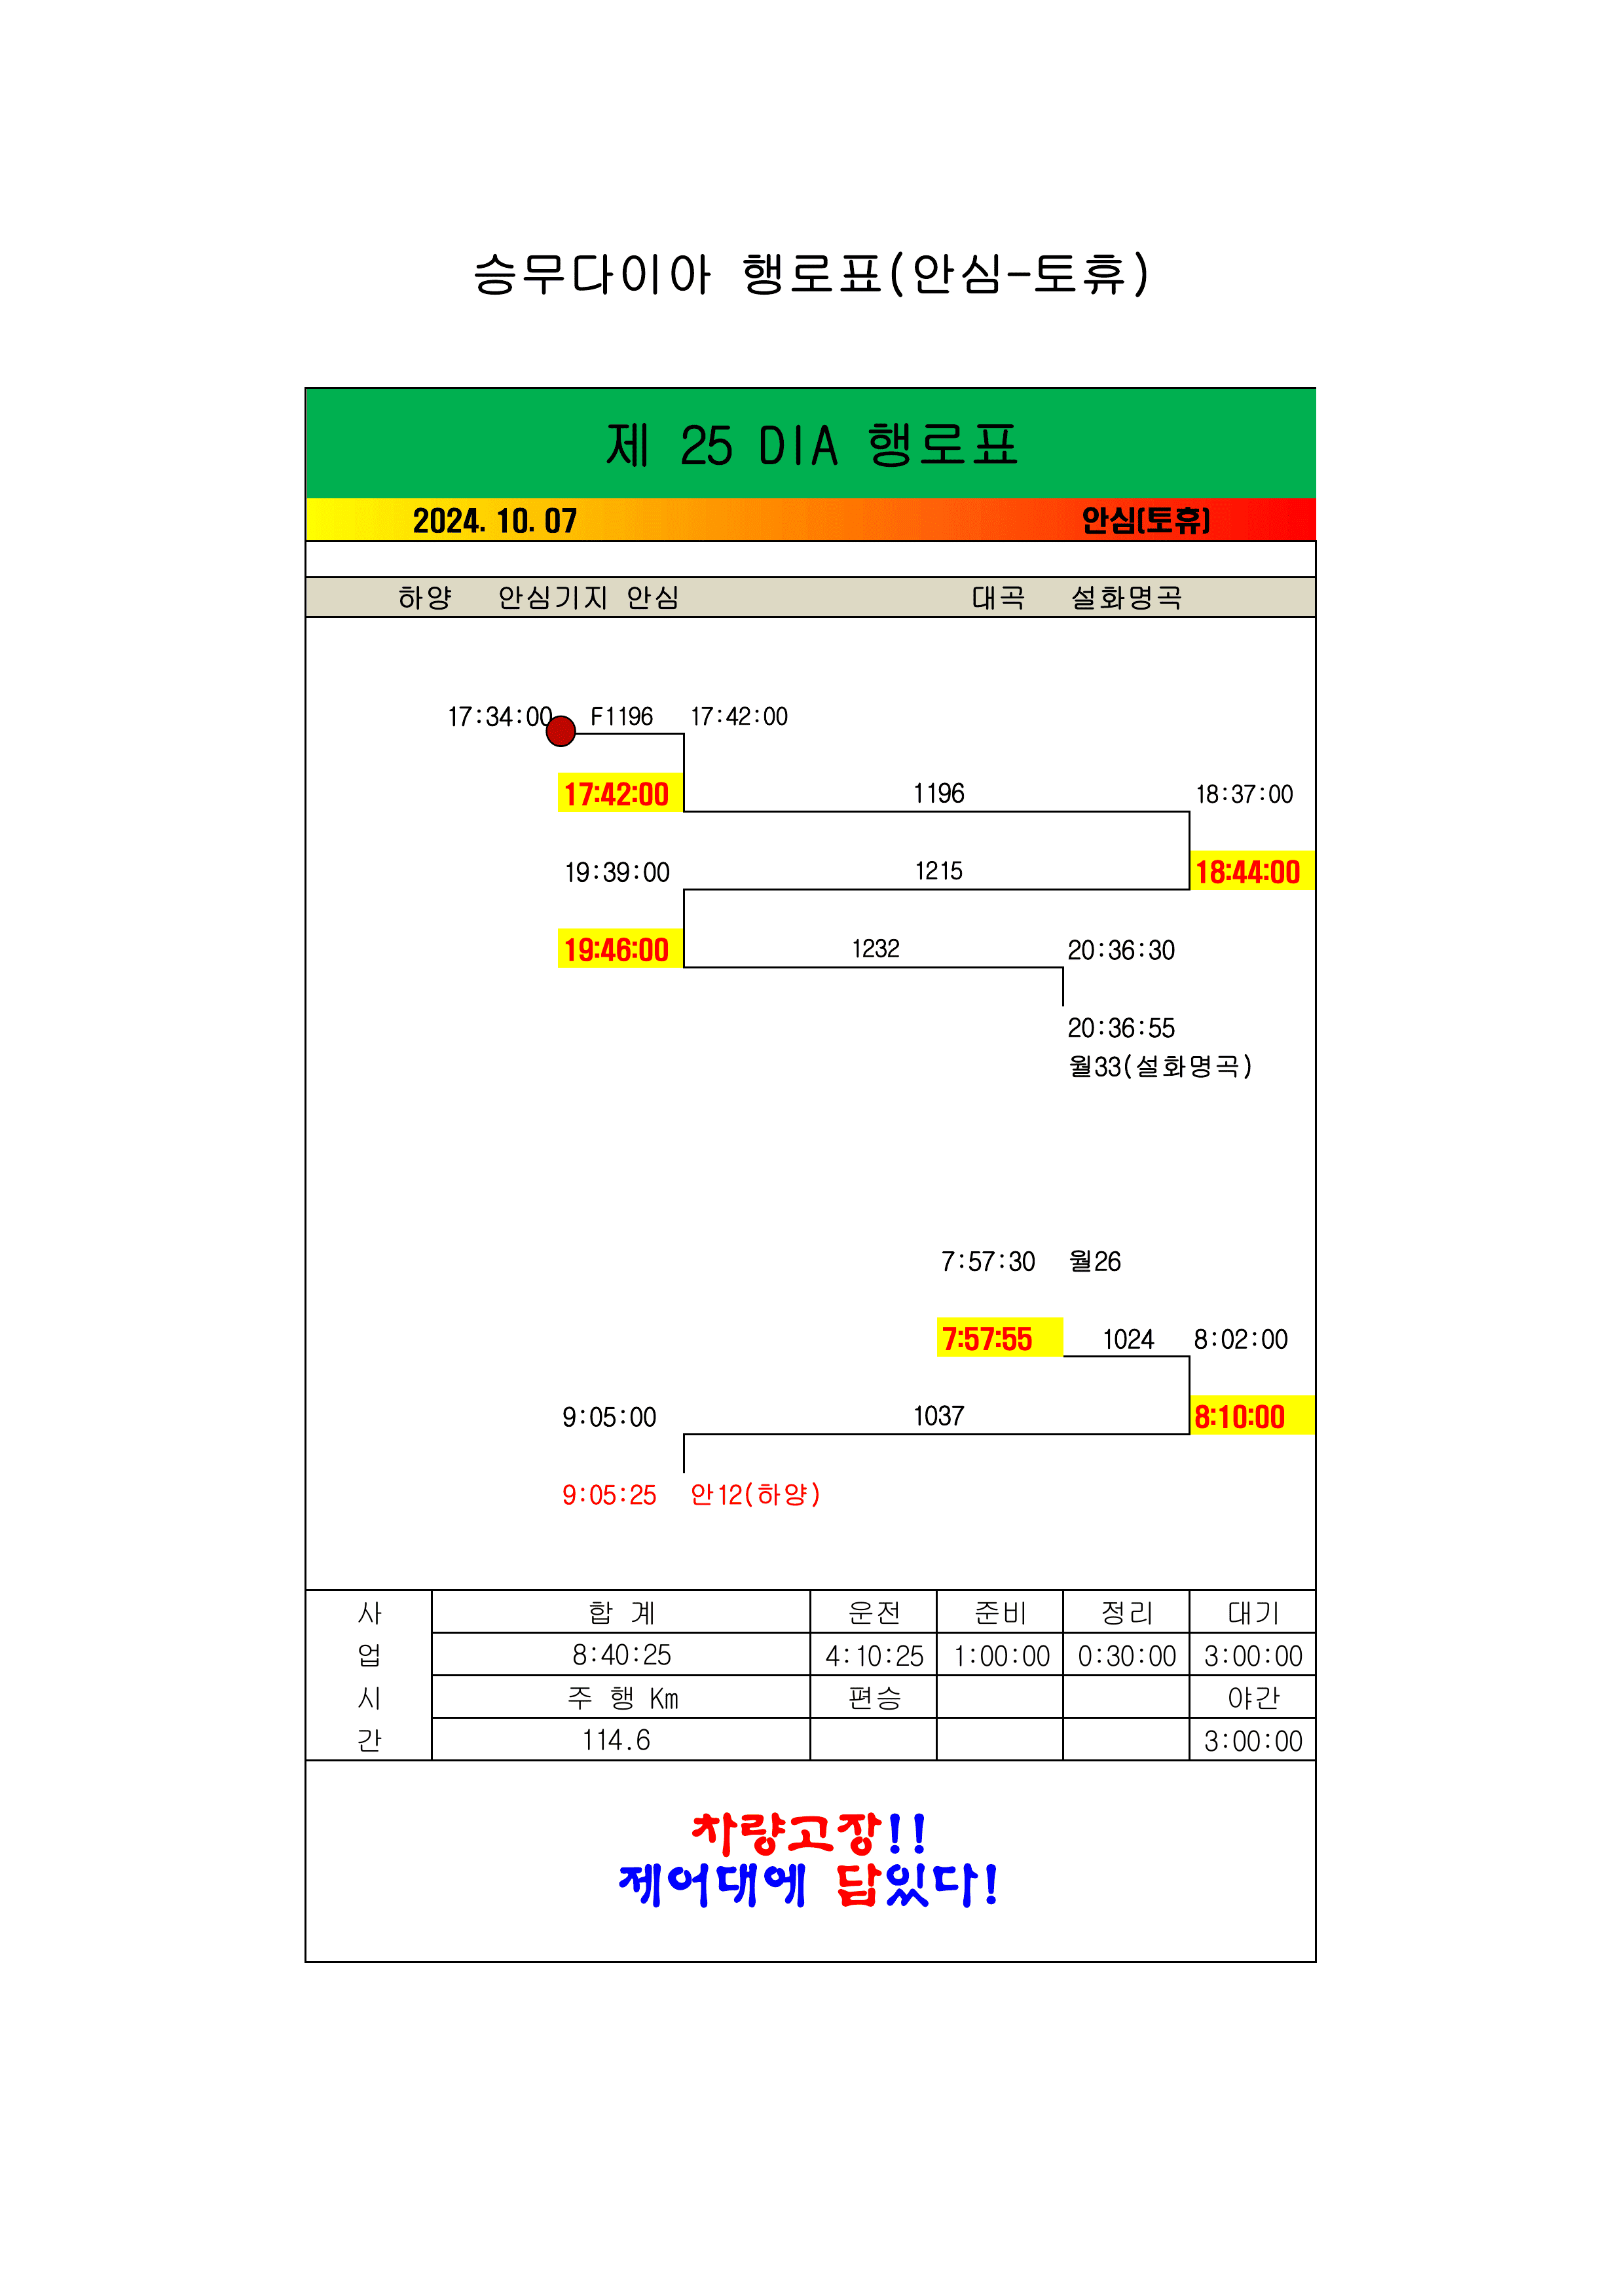 승무다이아 행로표(안심-토휴)
제 25 DIA 행로표
2024. 10. 07 안심(토휴)
하양 안심기지 안심 대곡 설화명곡
17:34:00 F1196 17:42:00
17:42:00 1196 18:37:00
19:39:00 1215 18:44:00
19:46:00 1232 20:36:30
20:36:55
월33(설화명곡)
7:57:30 월26
7:57:55 1024 8:02:00
9:05:00 1037 8:10:00
9:05:25 안12(하양)
사 합 계 운전 준비 정리 대기
업 8:40:25 4:10:25 1:00:00 0:30:00 3:00:00
시 주 행 Km 편승 야간
간 114.6 3:00:00
차량고장!!
제어대에 답있다!